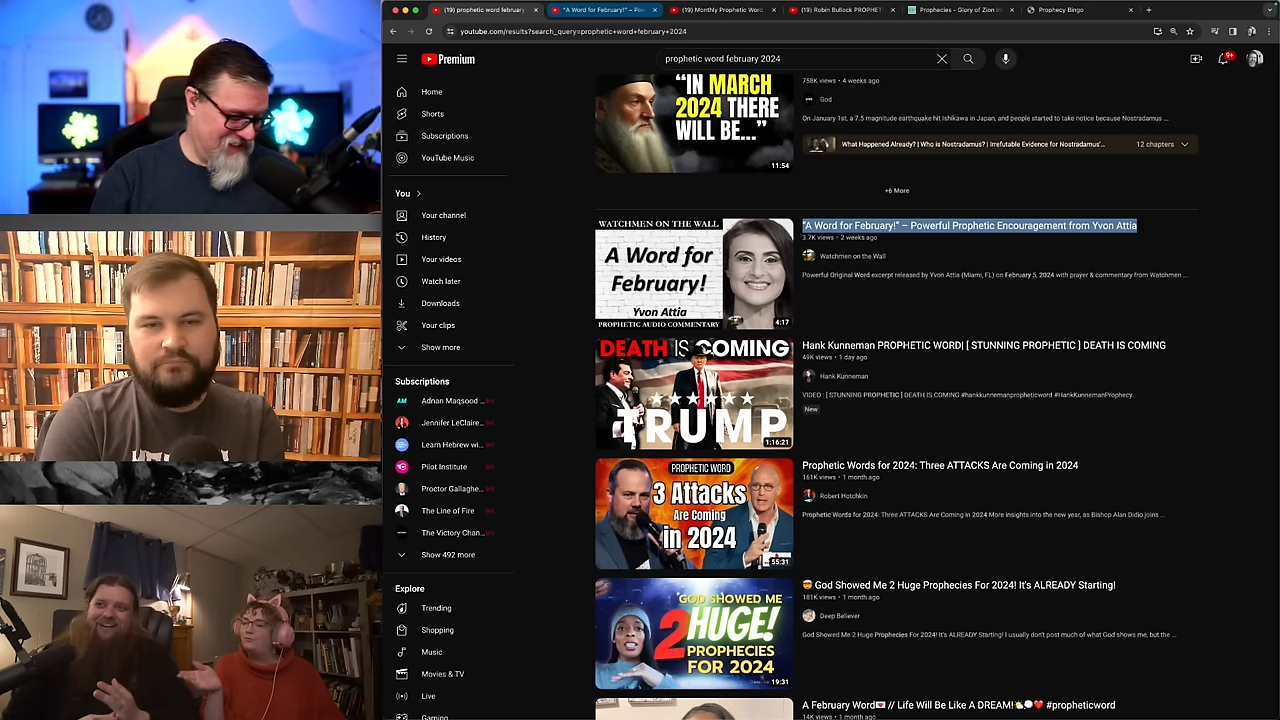 (19) prophetic word february
"A Word for February!" – Pow
(19) Monthly Prophetic Word
(19) Robin Bullock PROPHET
Prophecies - Glory of Zion In
Prophecy Bingo
youtube.com/results?search_query=prophetic+word+february+2024
Premium
prophetic word february 2024
9+
Home
Shorts
Subscriptions
YouTube Music
You
Your channel
History
Your videos
Watch later
Downloads
Your clips
Show more
Subscriptions
Adnan Maqsood ...
Jennifer LeClaire...
Learn Hebrew wi...
Pilot Institute
Proctor Gallaghe...
The Line of Fire
The Victory Chan...
Show 492 more
Explore
Trending
Shopping
Music
Movies & TV
Live
Gaming
"IN MARCH
2024 THERE
WILL BE..."
11:54
758K views • 4 weeks ago
God
On January 1st, a 7.5 magnitude earthquake hit Ishikawa in Japan, and people started to take notice because Nostradamus ...
What Happened Already? | Who is Nostradamus? | Irrefutable Evidence for Nostradamus'...
12 chapters
+6 More
WATCHMEN ON THE WALL
A Word for
February!
Yvon Attia
PROPHETIC AUDIO COMMENTARY
4:17
"A Word for February!" – Powerful Prophetic Encouragement from Yvon Attia
3.7K views • 2 weeks ago
Watchmen on the Wall
Powerful Original Word excerpt released by Yvon Attia (Miami, FL) on February 5, 2024 with prayer & commentary from Watchmen ...
DEATH IS COMING
TRUMP
1:16:21
Hank Kunneman PROPHETIC WORD| [ STUNNING PROPHETIC ] DEATH IS COMING
49K views • 1 day ago
Hank Kunneman
VIDEO : [ STUNNING PROPHETIC ] DEATH IS COMING #hankkunnemanpropheticword #HankKunnemanProphecy
New
PROPHETIC WORD
3 Attacks
Are Coming
in 2024
55:31
Prophetic Words for 2024: Three ATTACKS Are Coming in 2024
161K views • 1 month ago
Robert Hotchkin
Prophetic Words for 2024: Three ATTACKS Are Coming in 2024 More insights into the new year, as Bishop Alan Didio joins ...
GOD SHOWED ME
2 HUGE!
PROPHECIES
FOR 2024
19:31
🤯 God Showed Me 2 Huge Prophecies For 2024! It's ALREADY Starting!
181K views • 1 month ago
Deep Believer
God Showed Me 2 Huge Prophecies For 2024! It's ALREADY Starting! I usually don't post much of what God shows me, but the ...
A February Word💌 // Life Will Be Like A DREAM!
#propheticword
14K views • 1 month ago